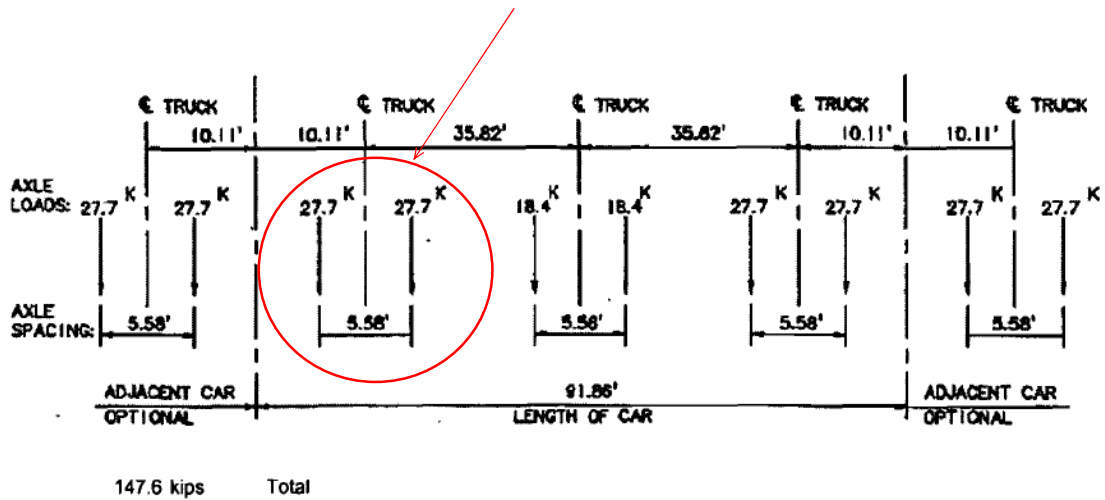 ℄ TRUCK ℄ TRUCK ℄ TRUCK ℄ TRUCK ℄ TRUCK
10.11' 10.11' 35.82' 35.82' 10.11' 10.11'
AXLE
LOADS: 27.7 K 27.7 K 27.7 K 27.7 K 18.4 K 18.4 K 27.7 K 27.7 K 27.7 K 27.7 K
AXLE
SPACING: 5.58' 5.58' 5.58' 5.58' 5.58'
ADJACENT CAR 91.86' ADJACENT CAR
OPTIONAL LENGTH OF CAR OPTIONAL
147.6 kips Total